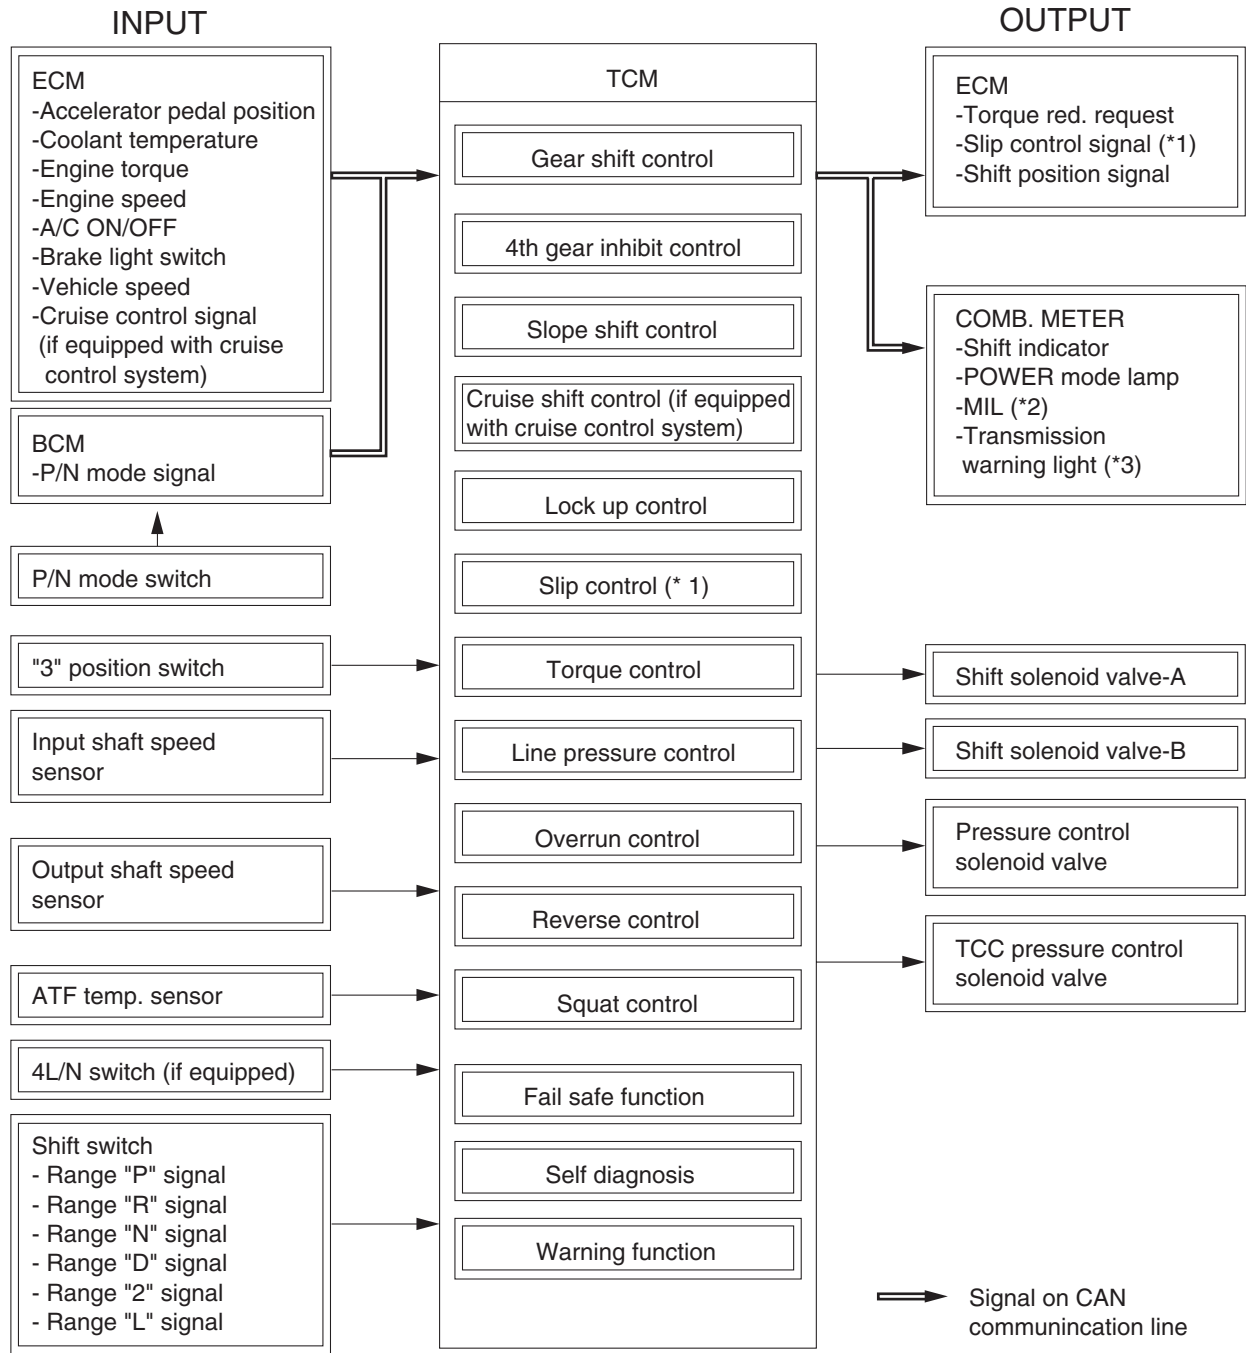 INPUT
ECM
-Accelerator pedal position
-Coolant temperature
-Engine torque
-Engine speed
-A/C ON/OFF
-Brake light switch
-Vehicle speed
-Cruise control signal
(if equipped with cruise
control system)
BCM
-P/N mode signal
P/N mode switch
"3" position switch
Input shaft speed
sensor
Output shaft speed
sensor
ATF temp. sensor
4L/N switch (if equipped)
Shift switch
- Range "P" signal
- Range "R" signal
- Range "N" signal
- Range "D" signal
- Range "2" signal
- Range "L" signal
TCM
Gear shift control
4th gear inhibit control
Slope shift control
Cruise shift control (if equipped
with cruise control system)
Lock up control
Slip control (* 1)
Torque control
Line pressure control
Overrun control
Reverse control
Squat control
Fail safe function
Self diagnosis
Warning function
OUTPUT
ECM
-Torque red. request
-Slip control signal (*1)
-Shift position signal
COMB. METER
-Shift indicator
-POWER mode lamp
-MIL (*2)
-Transmission
warning light (*3)
Shift solenoid valve-A
Shift solenoid valve-B
Pressure control
solenoid valve
TCC pressure control
solenoid valve
Signal on CAN
communincation line